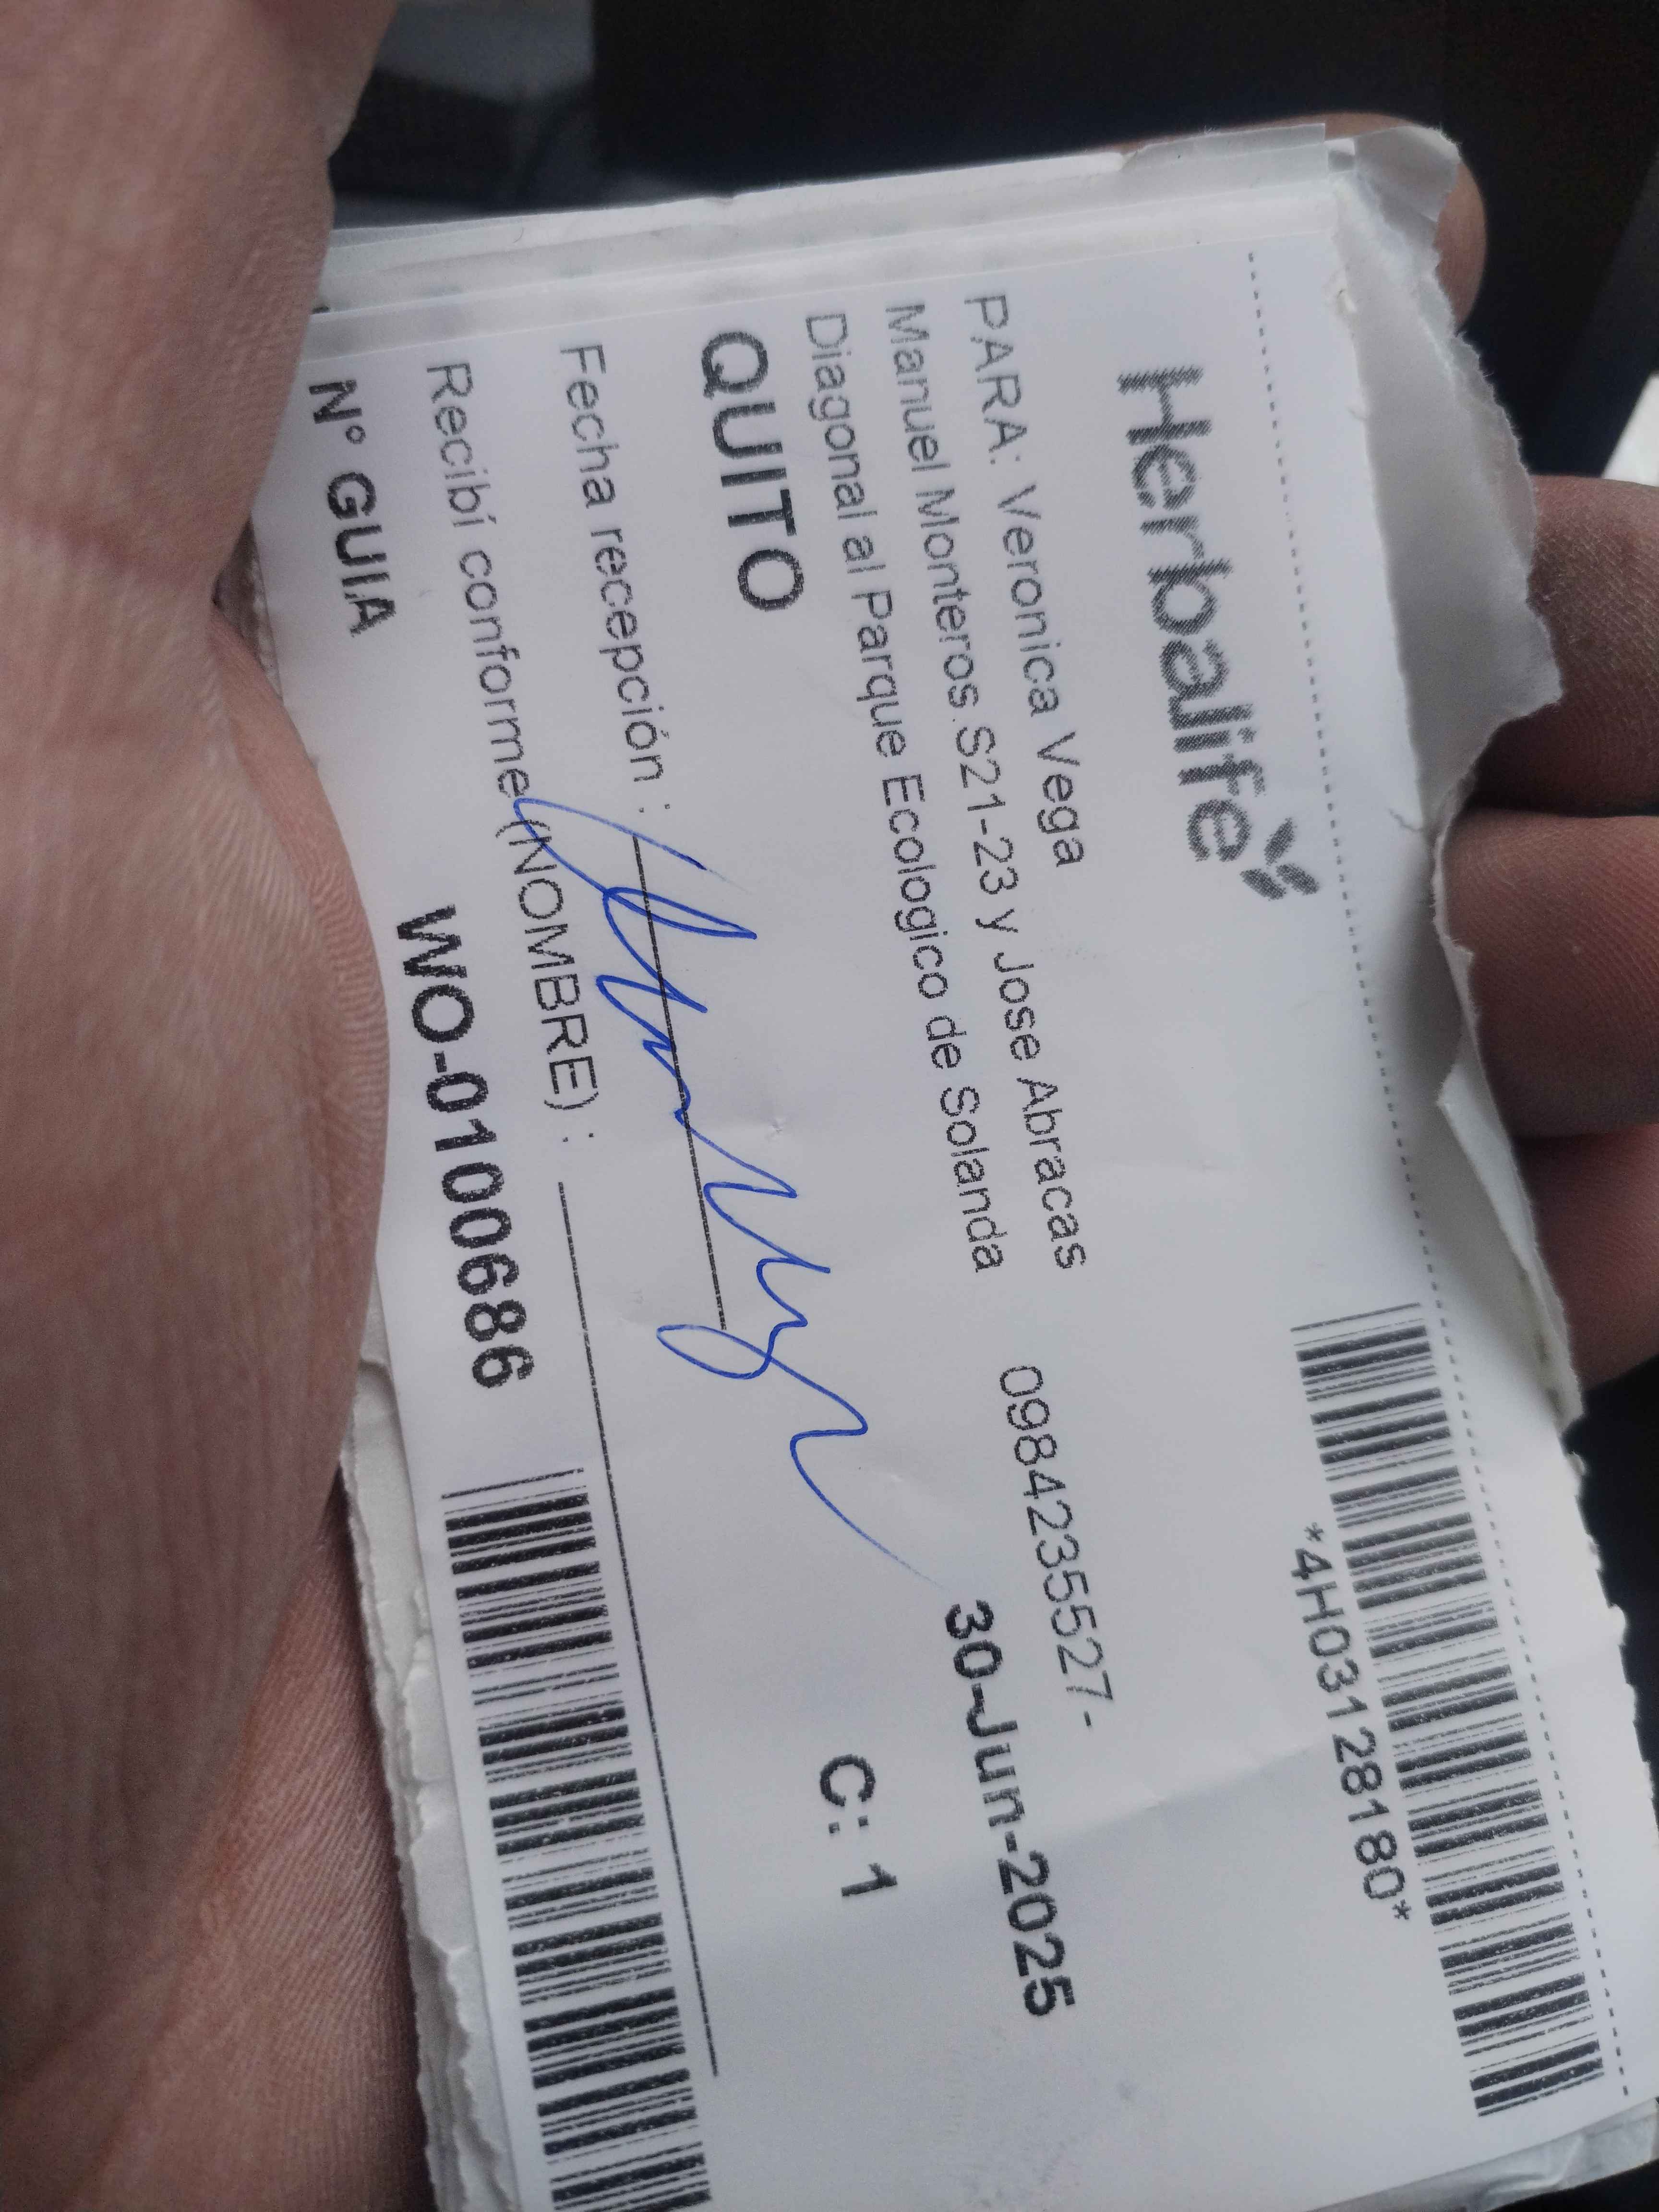 Herbalife
*4H03128180*
PARA: Veronica Vega
Manuel Monteros S21-23 y Jose Abracas 0984235527-
Diagonal al Parque Ecologico de Solanda
30-Jun-2025
QUITO C: 1
Fecha recepción :
Recibí conforme (NOMBRE) :
N° GUIA WO-0100686